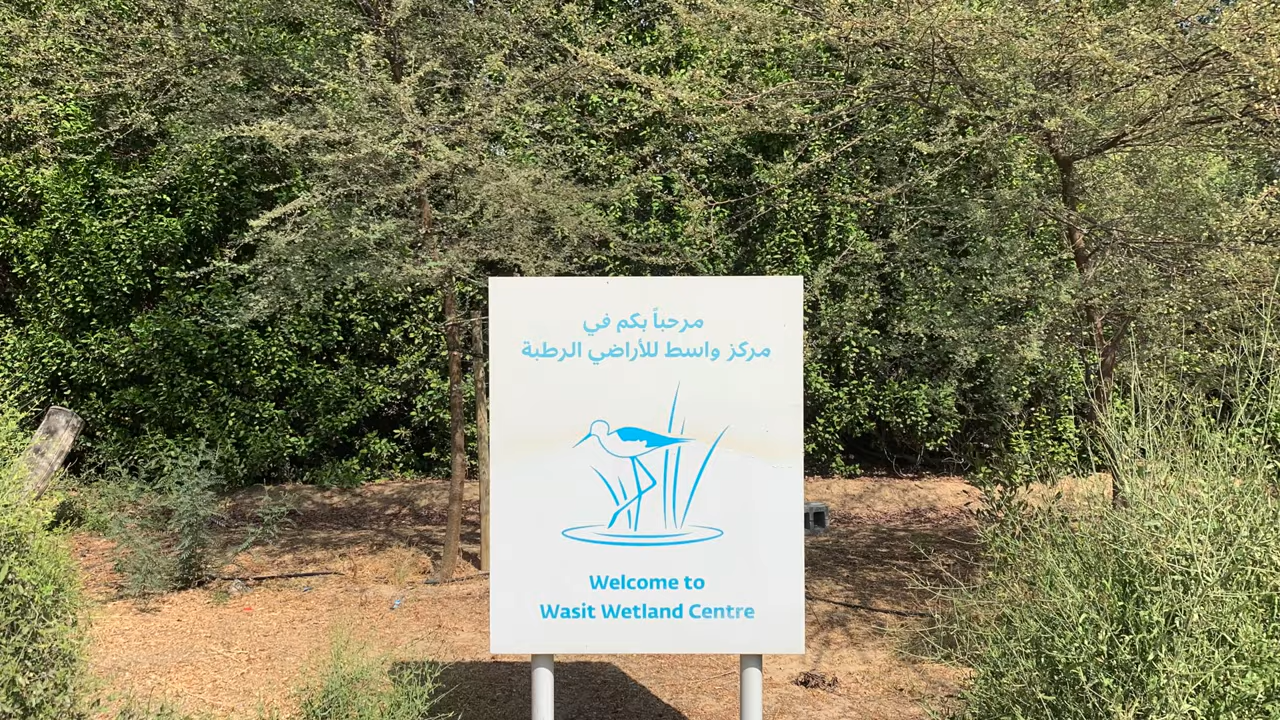 مرحباً بكم في
مركز واسط للأراضي الرطبة
Welcome to
Wasit Wetland Centre